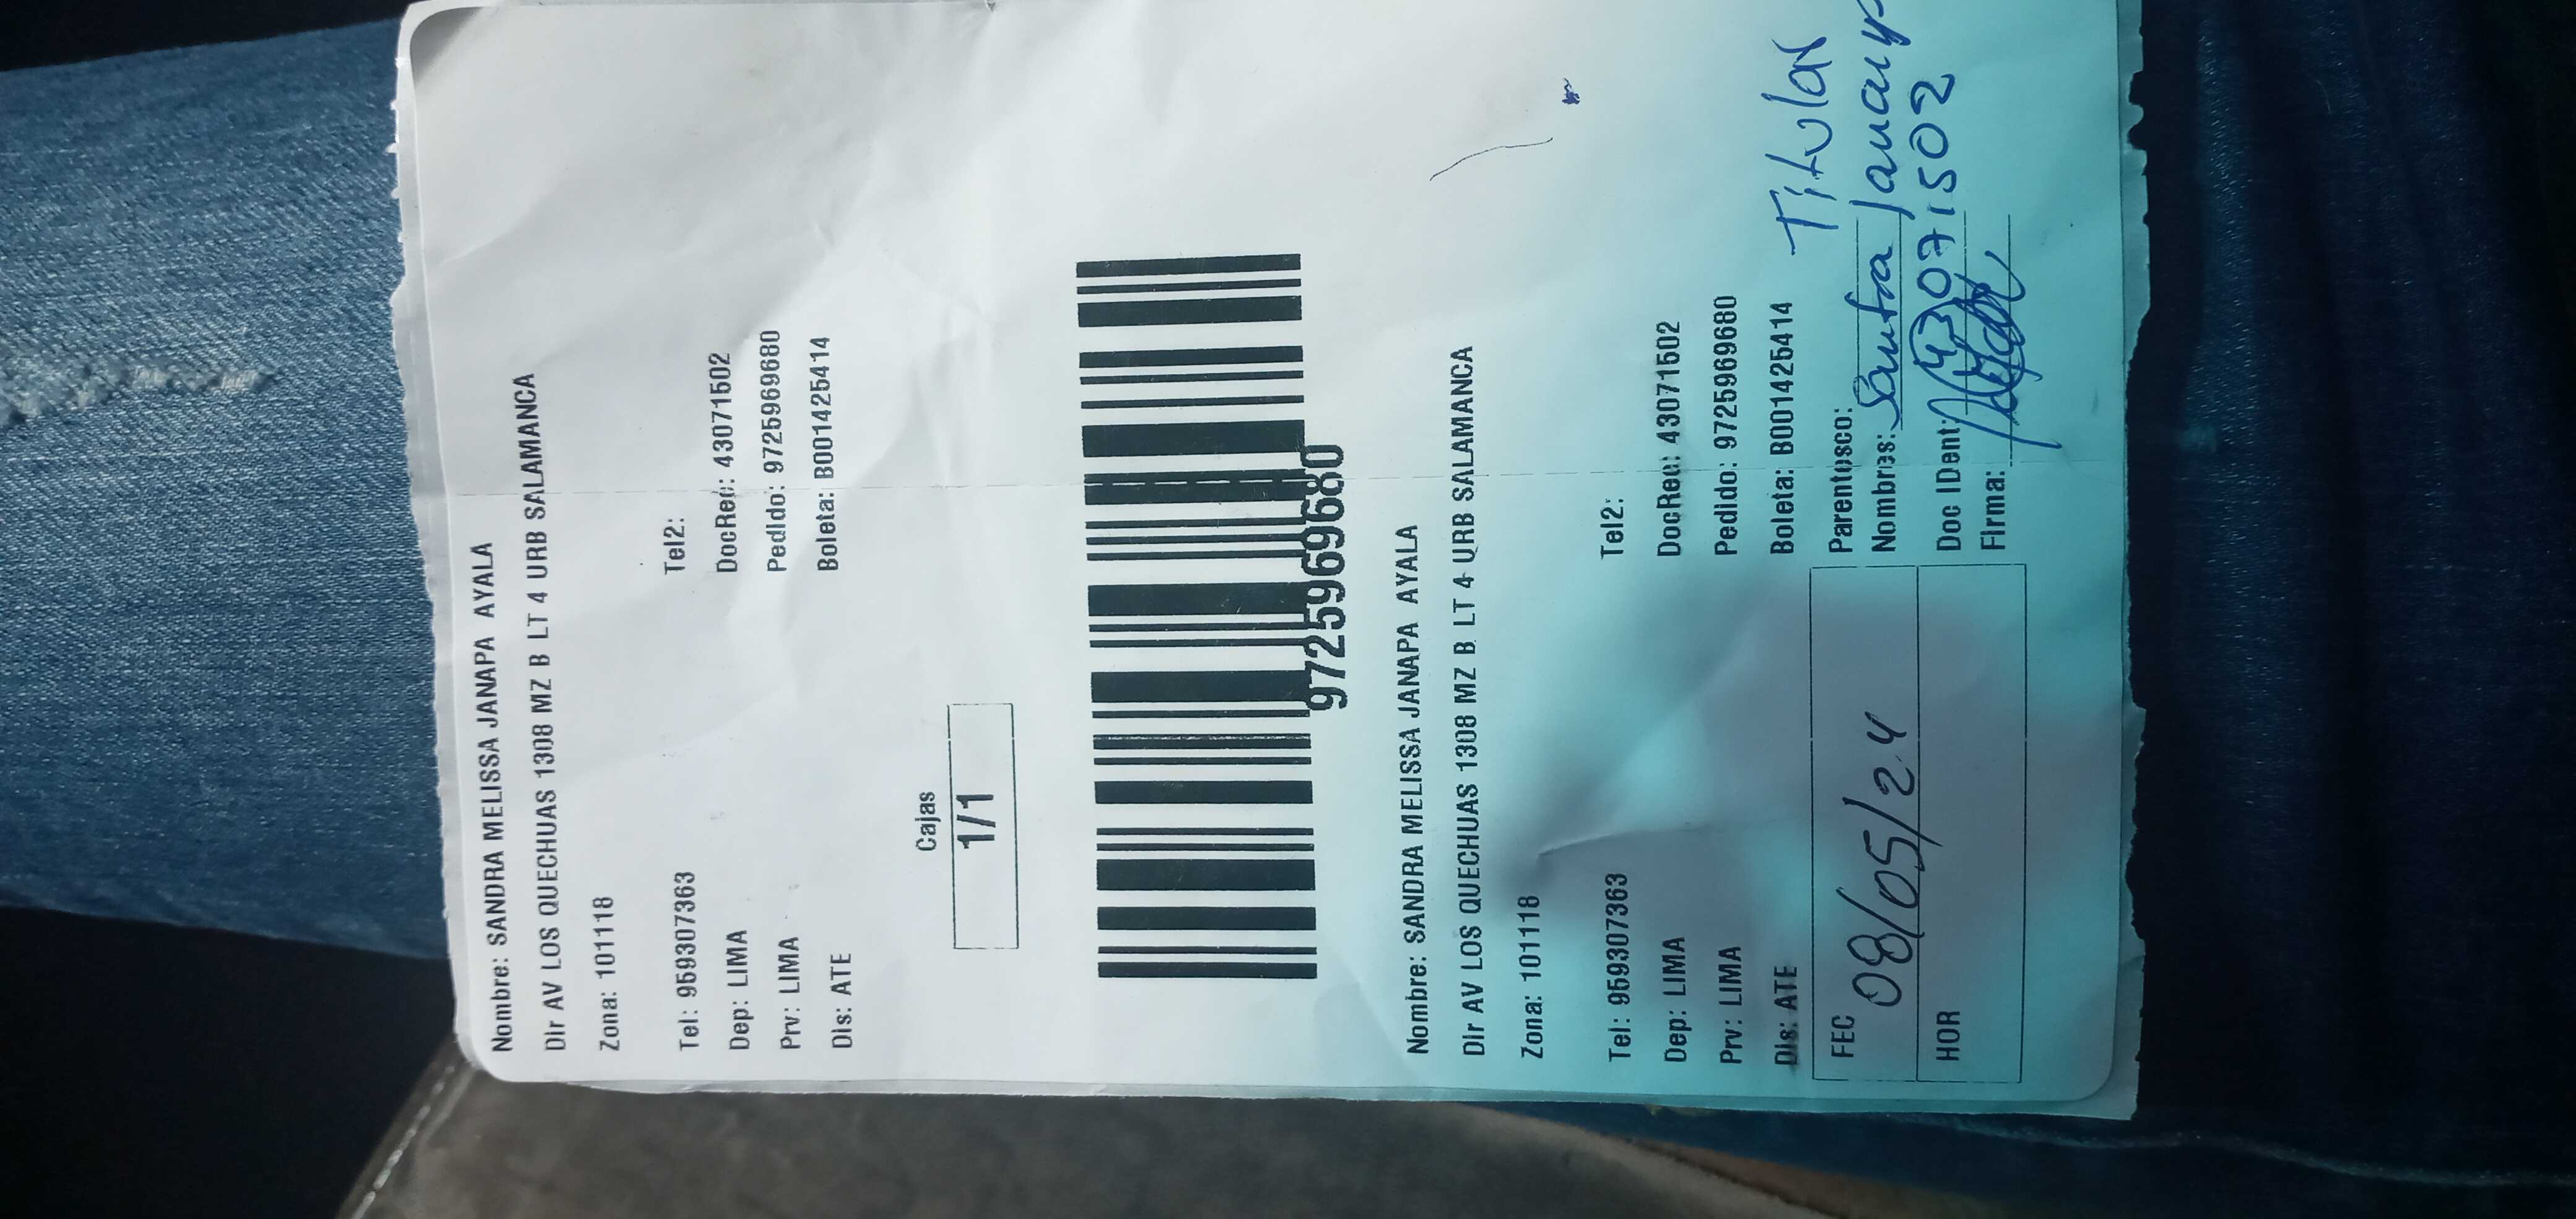 Nombre: SANDRA MELISSA JANAPA AYALA
Dir AV LOS QUECHUAS 1308 MZ B LT 4 URB SALAMANCA
Zona: 101118
Tel: 959307363 Tel2:
Dep: LIMA DocRec: 43071502
Prv: LIMA Pedido: 9725969680
Dis: ATE Boleta: B001425414
Cajas
1/1
9725969680
Nombre: SANDRA MELISSA JANAPA AYALA
Dir AV LOS QUECHUAS 1308 MZ B LT 4 URB SALAMANCA
Zona: 101118
Tel: 959307363 Tel2:
Dep: LIMA DocRec: 43071502
Prv: LIMA Pedido: 9725969680
Dis: ATE Boleta: B001425414
FEC 08/05/24 Parentesco: Titular
Nombres: Sandra
HOR Doc IDent: 43071502
Firma: